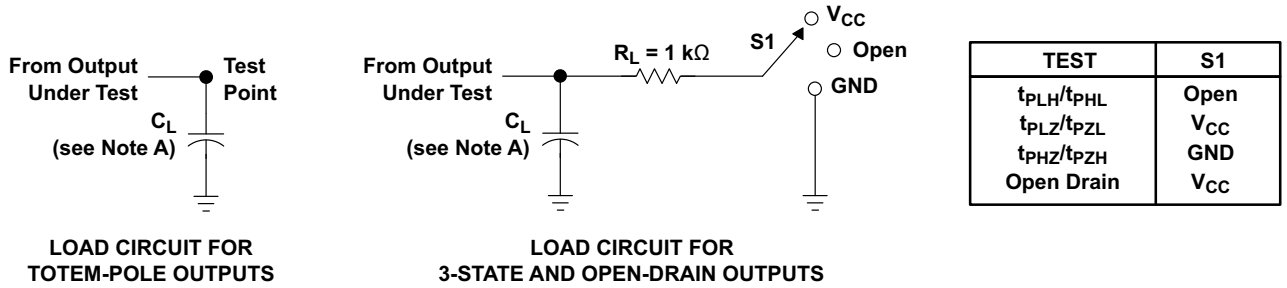 From Output
Under Test
Test
Point
CL
(see Note A)
LOAD CIRCUIT FOR
TOTEM-POLE OUTPUTS
From Output
Under Test
RL = 1 kΩ
S1
VCC
Open
GND
CL
(see Note A)
LOAD CIRCUIT FOR
3-STATE AND OPEN-DRAIN OUTPUTS
TEST S1
tPLH/tPHL Open
tPLZ/tPZL VCC
tPHZ/tPZH GND
Open Drain VCC